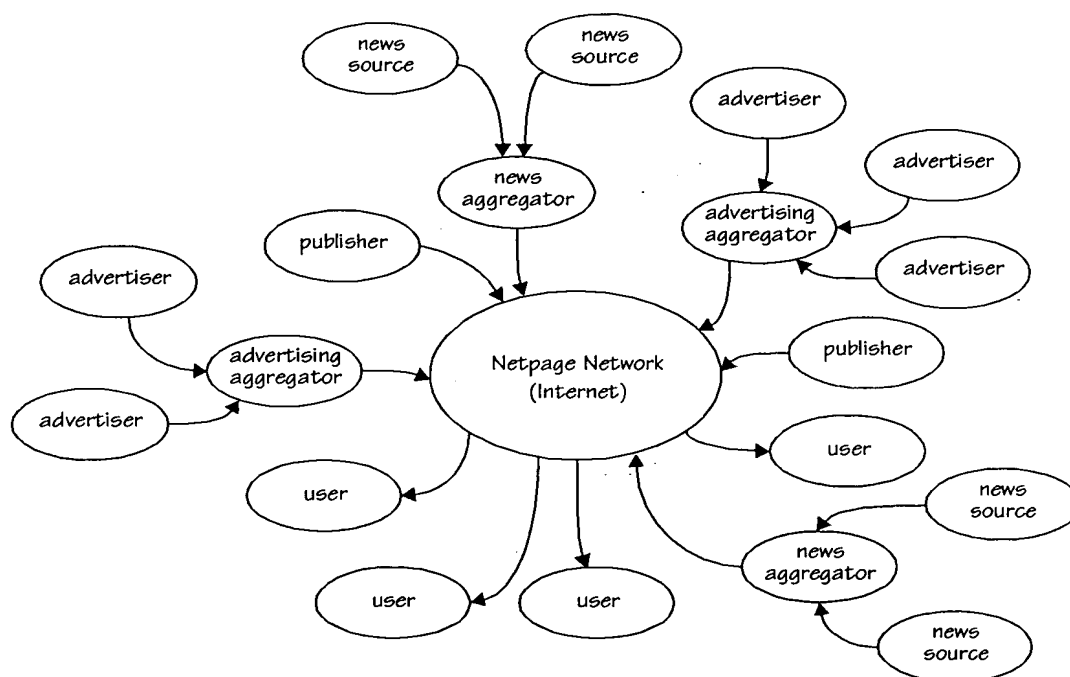 news
source
news
source
advertiser
advertiser
news
aggregator
advertising
aggregator
publisher
advertiser
advertiser
publisher
advertising
aggregator
Netpage Network
(Internet)
advertiser
user
user
news
source
news
aggregator
user
user
news
source